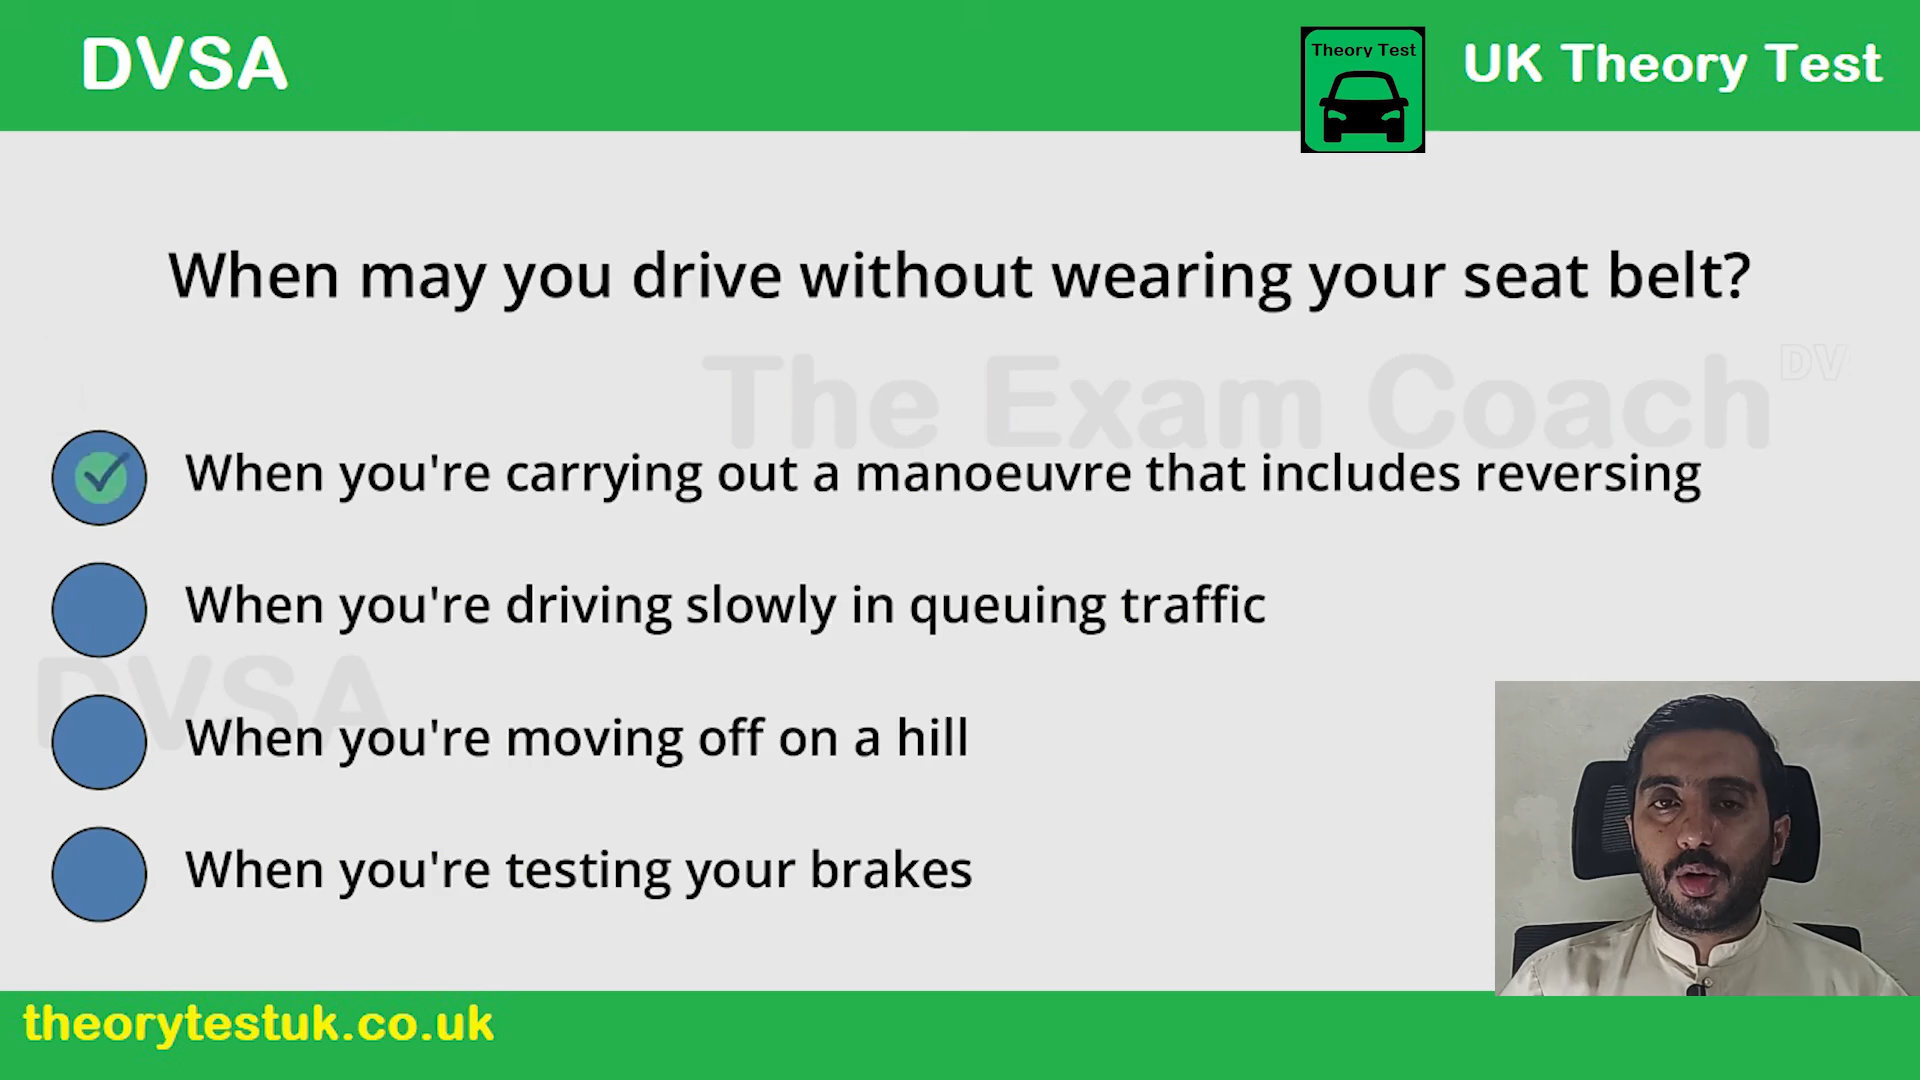 DVSA
Theory Test
UK Theory Test
When may you drive without wearing your seat belt?
The Exam Coach
DV
When you're carrying out a manoeuvre that includes reversing
When you're driving slowly in queuing traffic
DVSA
When you're moving off on a hill
When you're testing your brakes
theorytestuk.co.uk